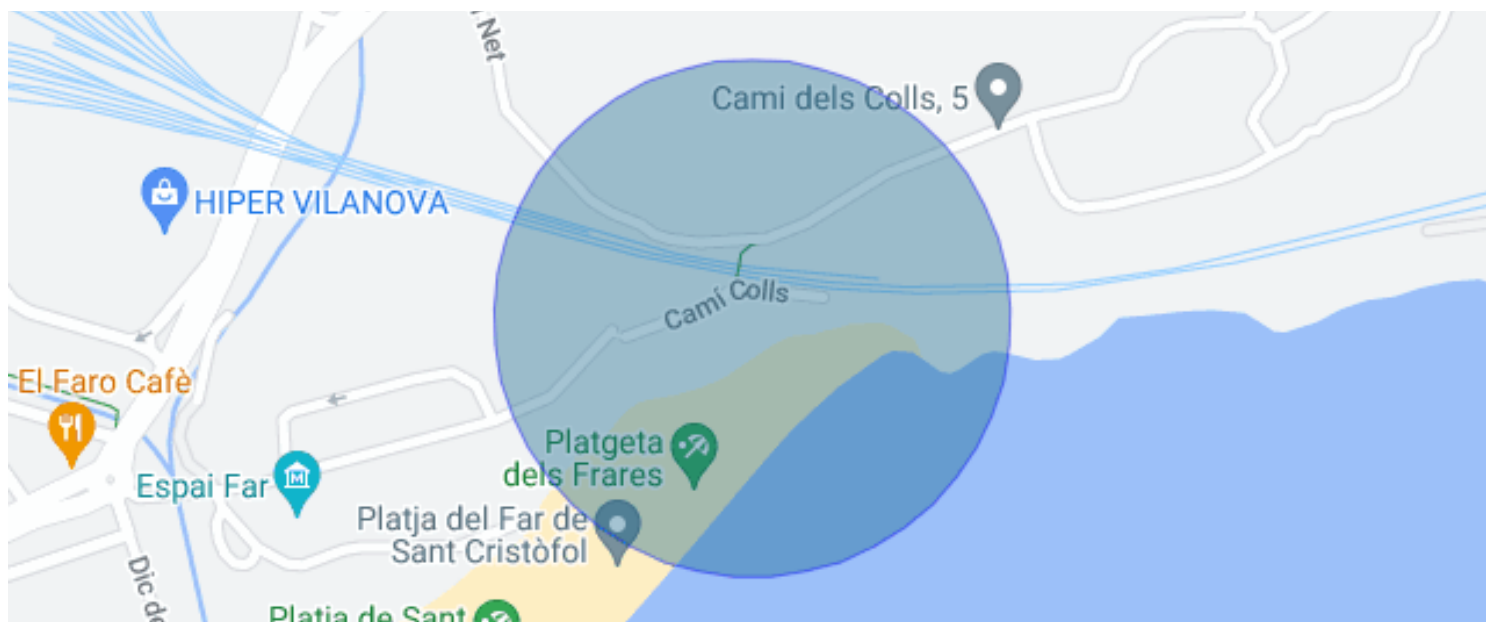 Net
Cami dels Colls, 5
HIPER VILANOVA
Camí Colls
El Faro Cafè
Platgeta
dels Frares
Espai Far
Platja del Far de
Sant Cristòfol
Dic de
Platja de Sant